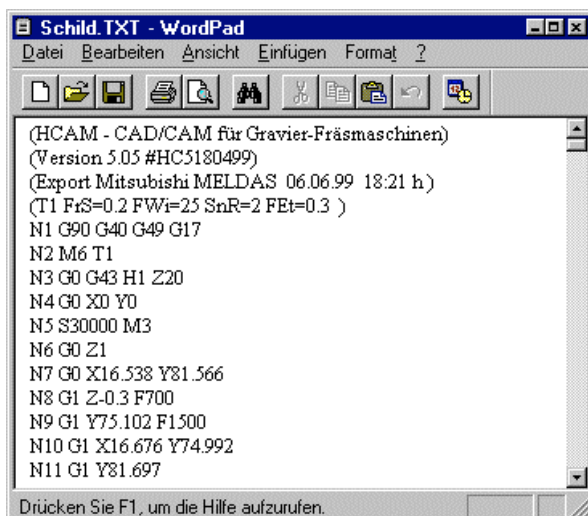 Schild.TXT - WordPad
Datei Bearbeiten Ansicht Einfügen Format ?
(HCAM - CAD/CAM für Gravier-Fräsmaschinen)
(Version 5.05 #HC5180499)
(Export Mitsubishi MELDAS 06.06.99 18:21 h )
(T1 FrS=0.2 FWi=25 SnR=2 FEt=0.3 )
N1 G90 G40 G49 G17
N2 M6 T1
N3 G0 G43 H1 Z20
N4 G0 X0 Y0
N5 S30000 M3
N6 G0 Z1
N7 G0 X16.538 Y81.566
N8 G1 Z-0.3 F700
N9 G1 Y75.102 F1500
N10 G1 X16.676 Y74.992
N11 G1 Y81.697
Drücken Sie F1, um die Hilfe aufzurufen.